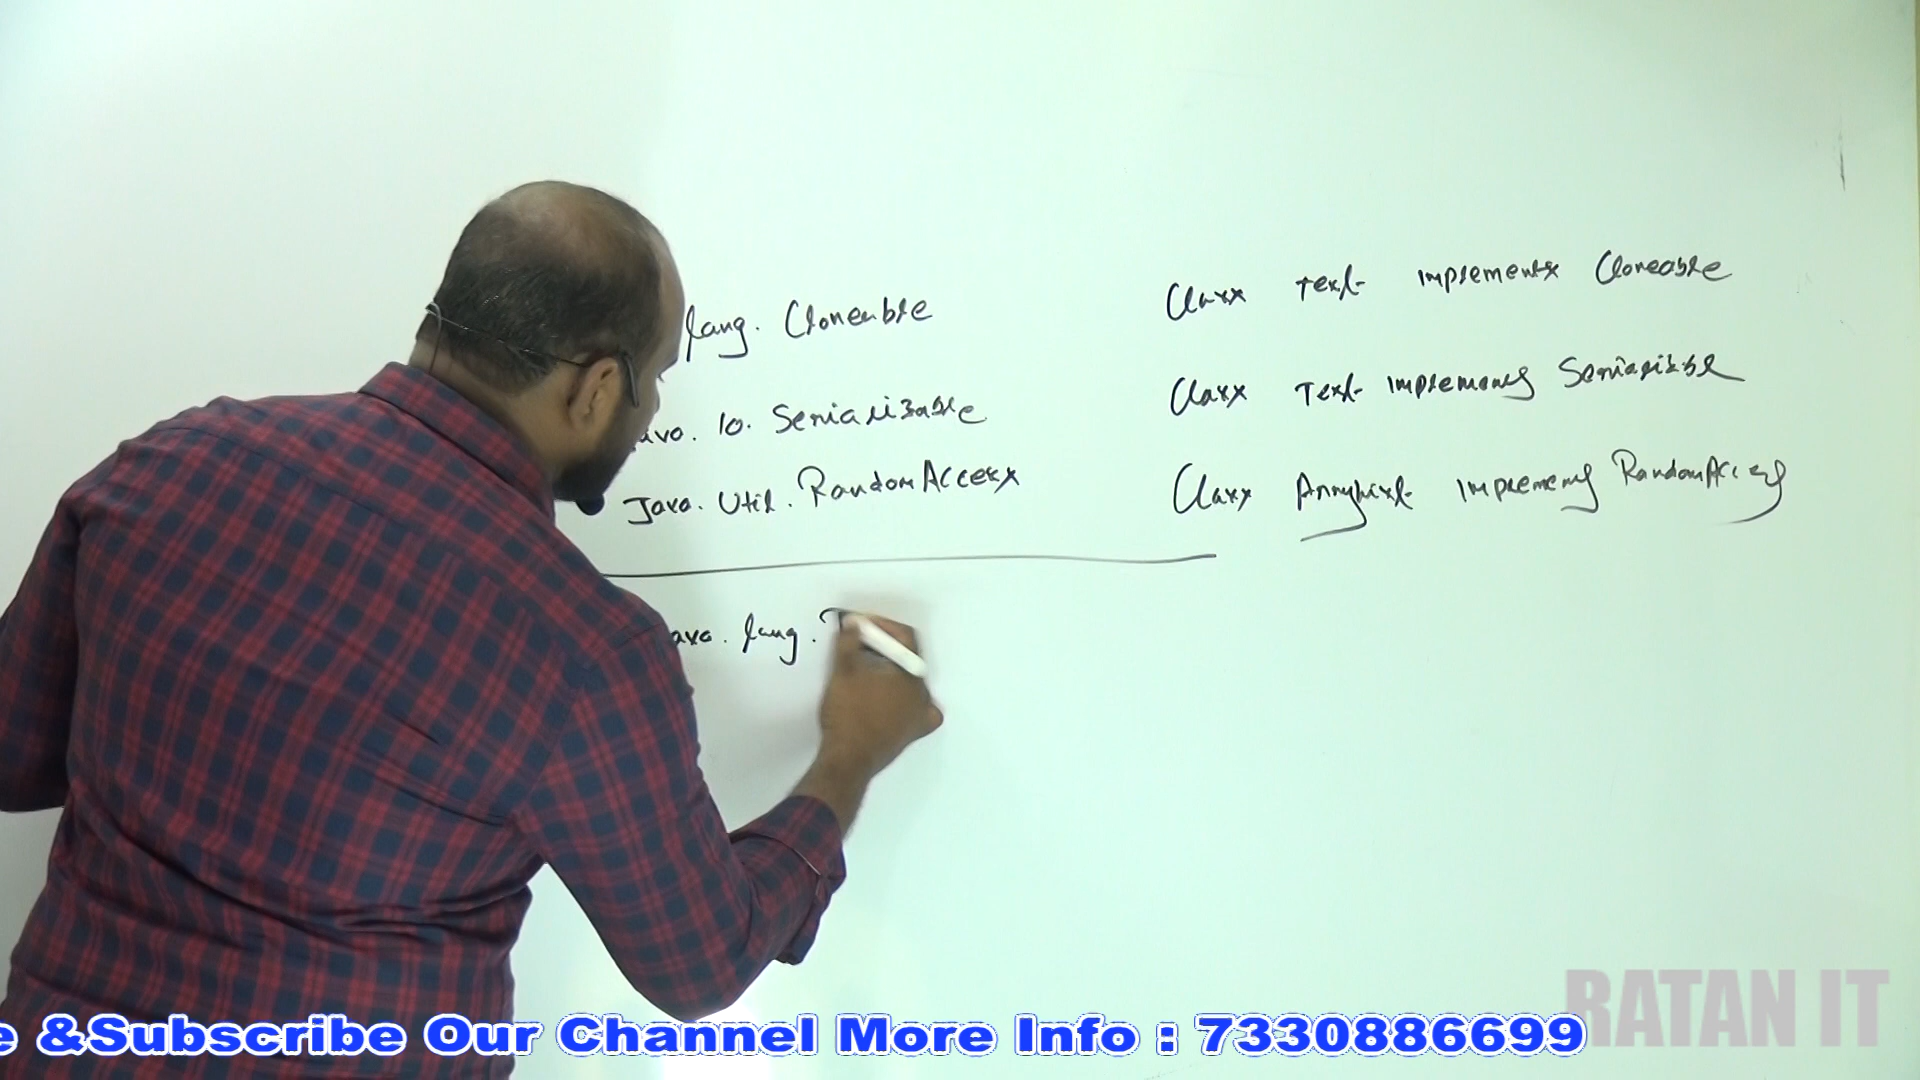 lang. Cloneable
Class Test implements Cloneable
ava. io. Serializable
Class Test implements Serializable
Java. util. RandomAccess
Class ArrayList implements RandomAccess
ava. lang.
RATAN IT
e &Subscribe Our Channel More Info : 7330886699